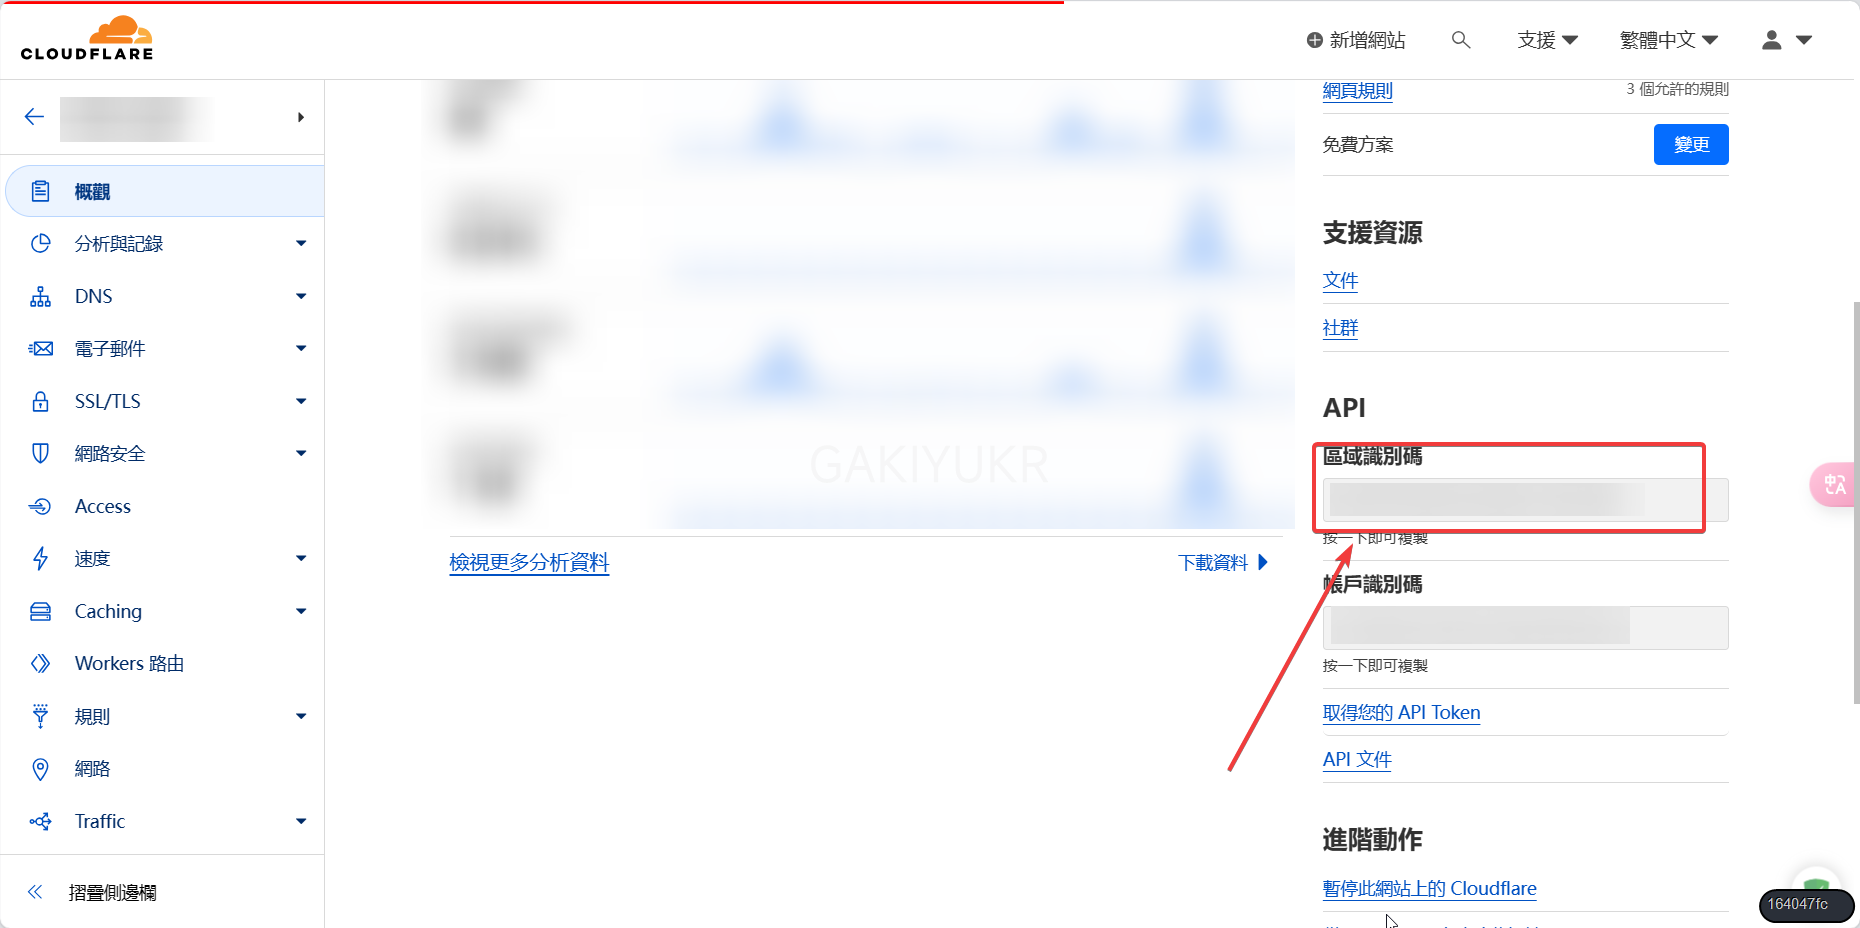 CLOUDFLARE
新增網站
支援
繁體中文
概觀
分析與記錄
DNS
電子郵件
SSL/TLS
網路安全
Access
速度
Caching
Workers 路由
規則
網路
Traffic
摺疊側邊欄
GAKIYUKR
檢視更多分析資料
下載資料
網頁規則
3 個允許的規則
免費方案
變更
支援資源
文件
社群
API
區域識別碼
按一下即可複製
帳戶識別碼
按一下即可複製
取得您的 API Token
API 文件
進階動作
暫停此網站上的 Cloudflare
中A
164047fc